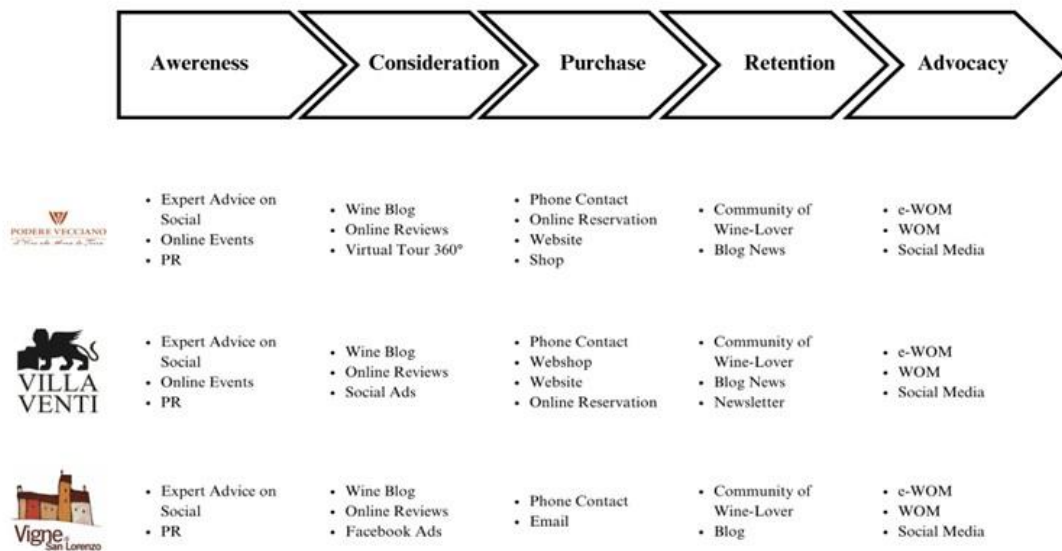 Awereness
Consideration
Purchase
Retention
Advocacy
PODERE VECCIANO
• Expert Advice on
Social
• Online Events
• PR
• Wine Blog
• Online Reviews
• Virtual Tour 360°
• Phone Contact
• Online Reservation
• Website
• Shop
• Community of
Wine-Lover
• Blog News
• e-WOM
• WOM
• Social Media
VILLA
VENTI
• Expert Advice on
Social
• Online Events
• PR
• Wine Blog
• Online Reviews
• Social Ads
• Phone Contact
• Webshop
• Website
• Online Reservation
• Community of
Wine-Lover
• Blog News
• Newsletter
• e-WOM
• WOM
• Social Media
Vigne
San Lorenzo
• Expert Advice on
Social
• PR
• Wine Blog
• Online Reviews
• Facebook Ads
• Phone Contact
• Email
• Community of
Wine-Lover
• Blog
• e-WOM
• WOM
• Social Media